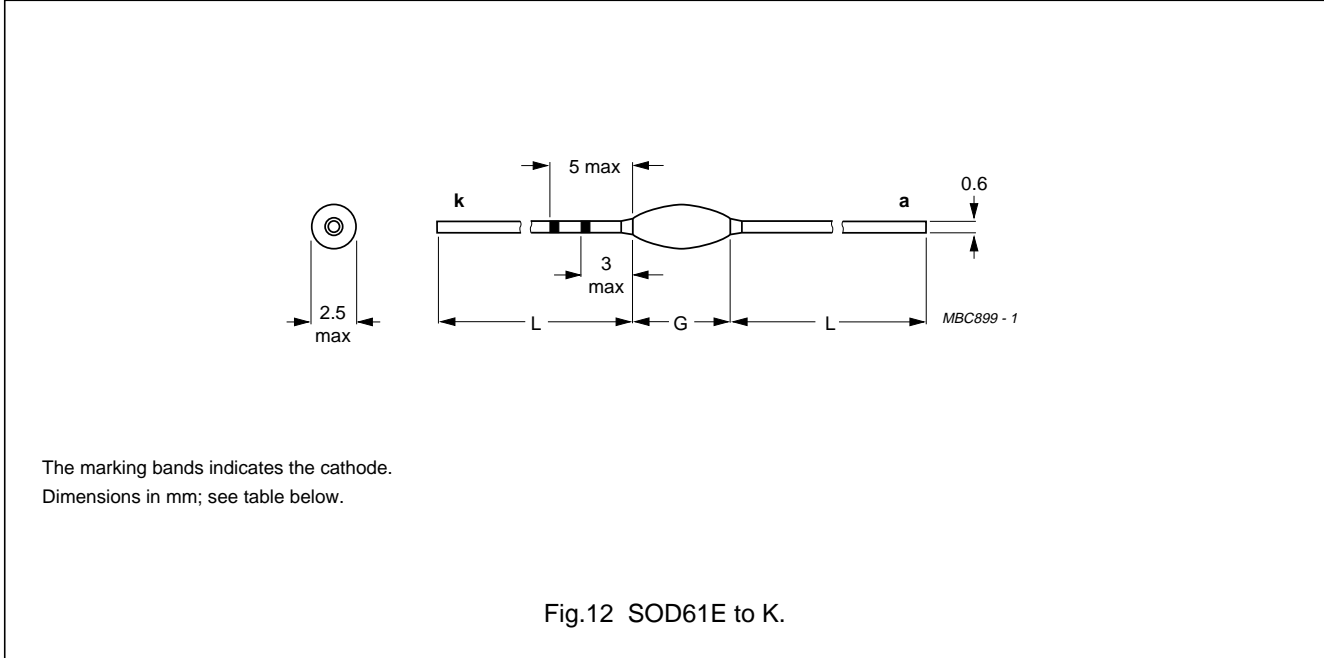 5 max
0.6
k
a
3
max
2.5
max
L
G
L
MBC899 - 1
The marking bands indicates the cathode.
Dimensions in mm; see table below.
Fig.12 SOD61E to K.